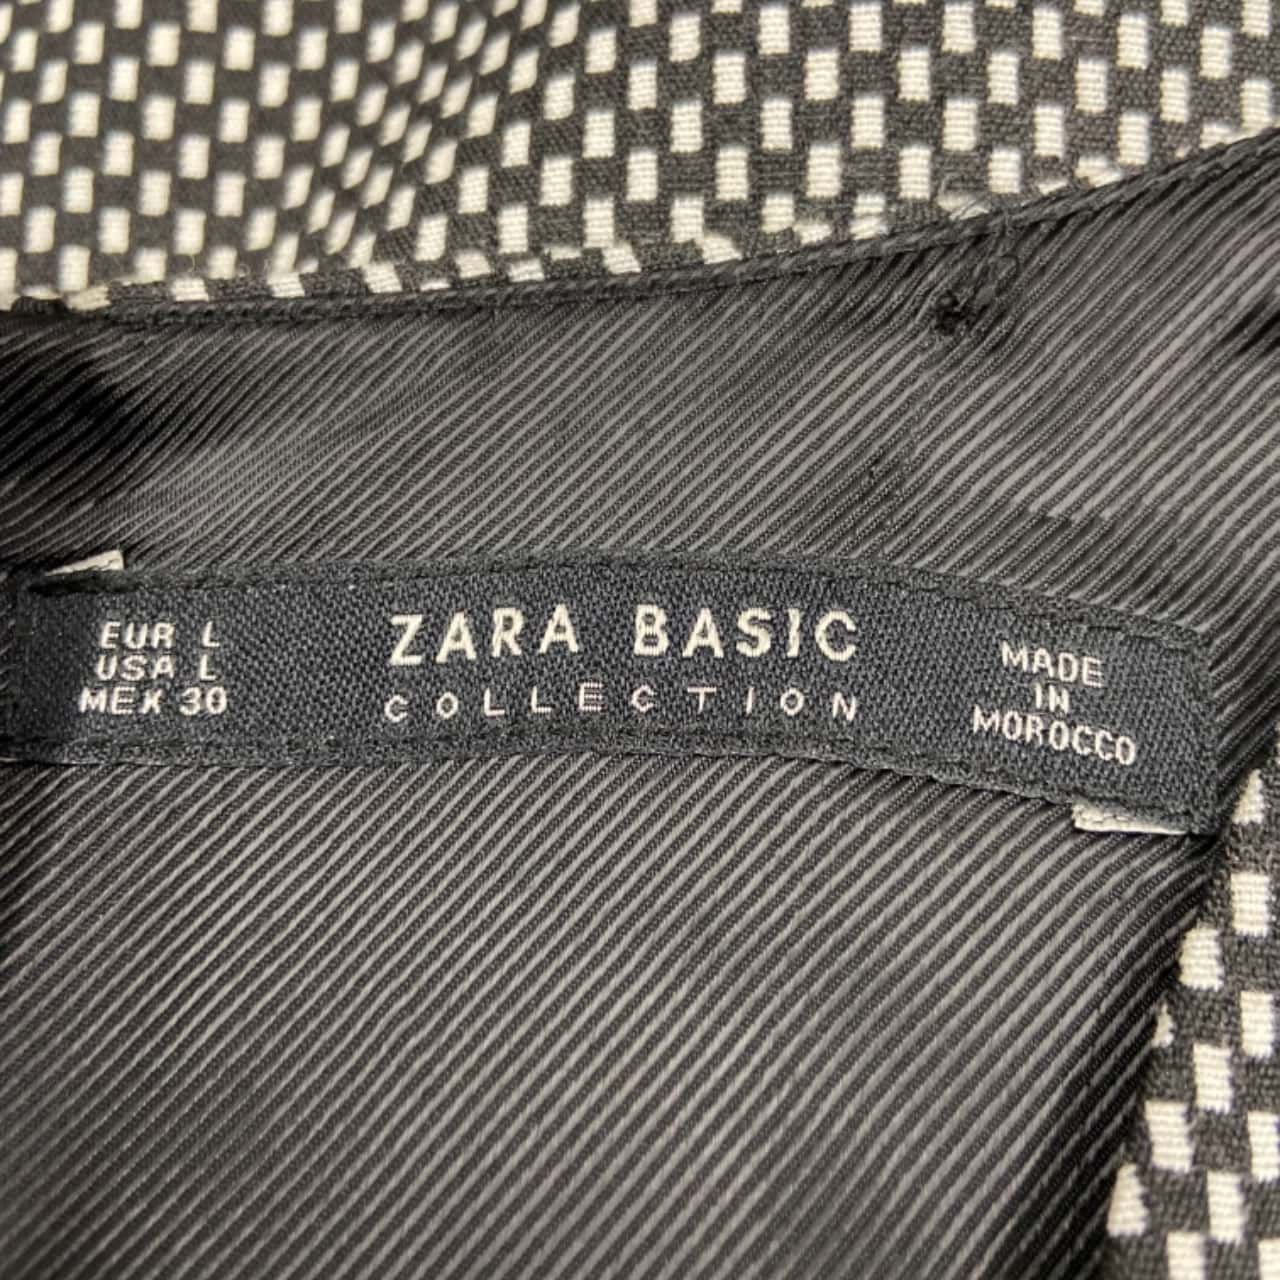 EUR L
USA L
MEX 30
ZARA BASIC
COLLECTION
MADE
IN
MOROCCO